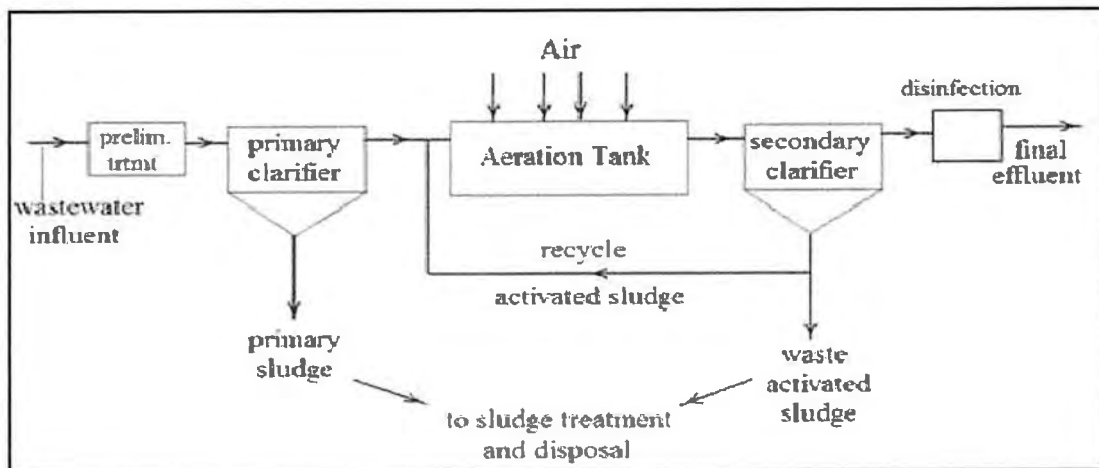 Air
disinfection
prelim.
trtmt
primary
clarifier
Aeration Tank
secondary
clarifier
final
effluent
wastewater
influent
recycle
activated sludge
primary
sludge
waste
activated
sludge
to sludge treatment
and disposal